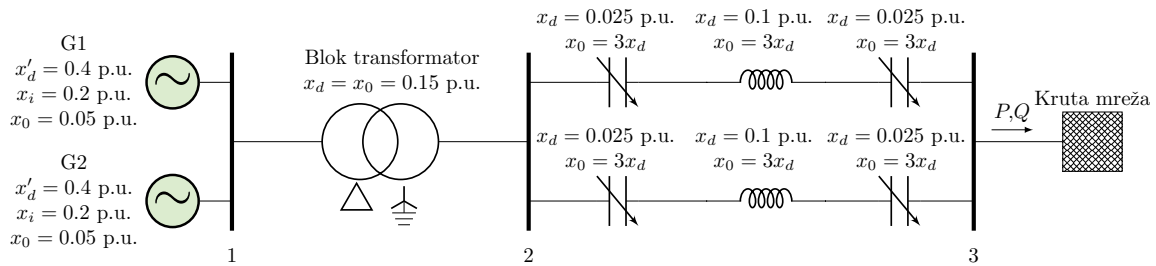 G1
x′_d = 0.4 p.u.
x_i = 0.2 p.u.
x_0 = 0.05 p.u.
G2
x′_d = 0.4 p.u.
x_i = 0.2 p.u.
x_0 = 0.05 p.u.
1
Blok transformator
x_d = x_0 = 0.15 p.u.
2
x_d = 0.025 p.u.
x_0 = 3x_d
x_d = 0.1 p.u.
x_0 = 3x_d
x_d = 0.025 p.u.
x_0 = 3x_d
x_d = 0.025 p.u.
x_0 = 3x_d
x_d = 0.1 p.u.
x_0 = 3x_d
x_d = 0.025 p.u.
x_0 = 3x_d
3
P,Q
Kruta mreža